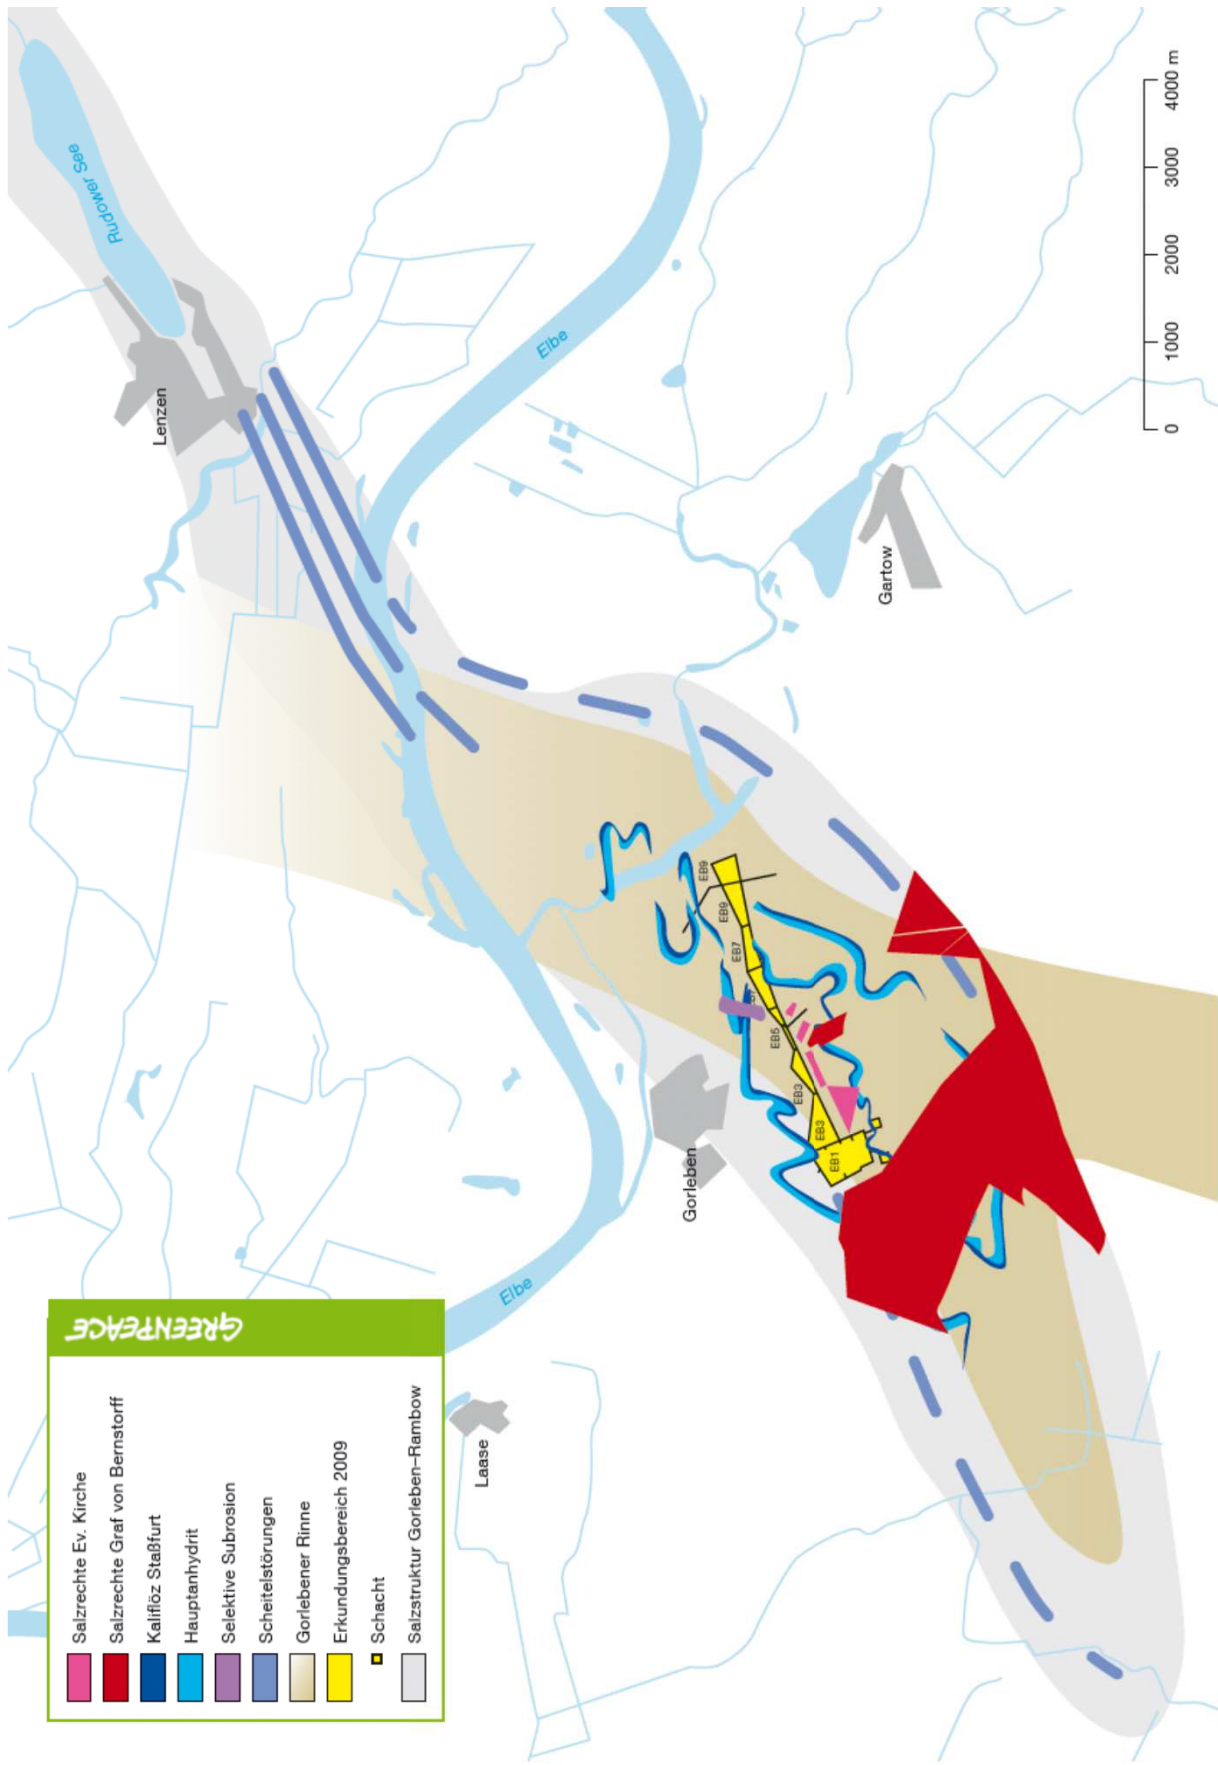 GREENPEACE
Salzrechte Ev. Kirche
Salzrechte Graf von Bernstorff
Kaliflöz Staßfurt
Hauptanhydrit
Selektive Subrosion
Scheitelstörungen
Gorlebener Rinne
Erkundungsbereich 2009
Schacht
Salzstruktur Gorleben–Rambow
Laase
Elbe
Gorleben
EB1
EB3
EB3
EB5
EB7
EB9
EB9
Lenzen
Rudower See
Elbe
Gartow
0
1000
2000
3000
4000 m